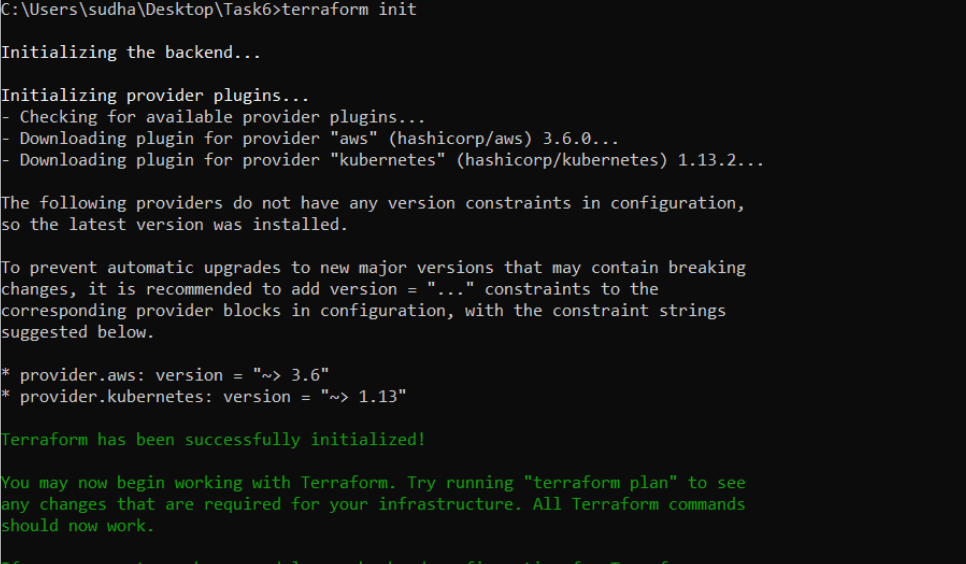 C:\Users\sudha\Desktop\Task6>terraform init
Initializing the backend...
Initializing provider plugins...
- Checking for available provider plugins...
- Downloading plugin for provider "aws" (hashicorp/aws) 3.6.0...
- Downloading plugin for provider "kubernetes" (hashicorp/kubernetes) 1.13.2...
The following providers do not have any version constraints in configuration,
so the latest version was installed.
To prevent automatic upgrades to new major versions that may contain breaking
changes, it is recommended to add version = "..." constraints to the
corresponding provider blocks in configuration, with the constraint strings
suggested below.
* provider.aws: version = "~> 3.6"
* provider.kubernetes: version = "~> 1.13"
Terraform has been successfully initialized!
You may now begin working with Terraform. Try running "terraform plan" to see
any changes that are required for your infrastructure. All Terraform commands
should now work.